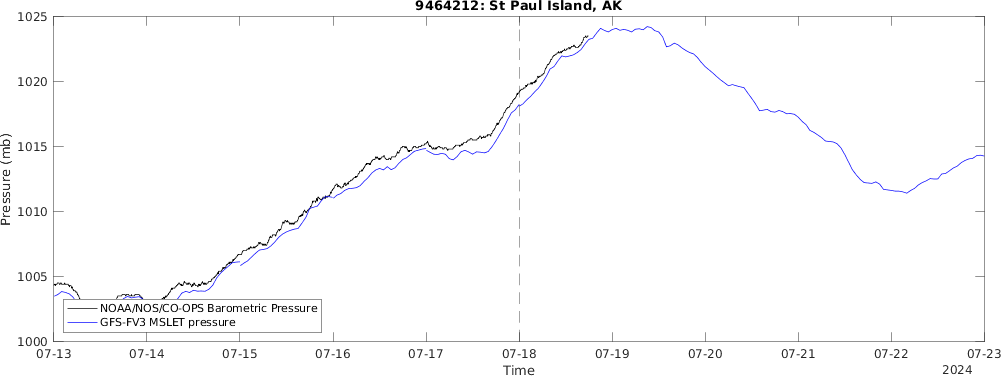 9464212: St Paul Island, AK
Pressure (mb)
1025
1020
1015
1010
1005
1000
NOAA/NOS/CO-OPS Barometric Pressure
GFS-FV3 MSLET pressure
07-13 07-14 07-15 07-16 07-17 07-18 07-19 07-20 07-21 07-22 07-23
Time
2024